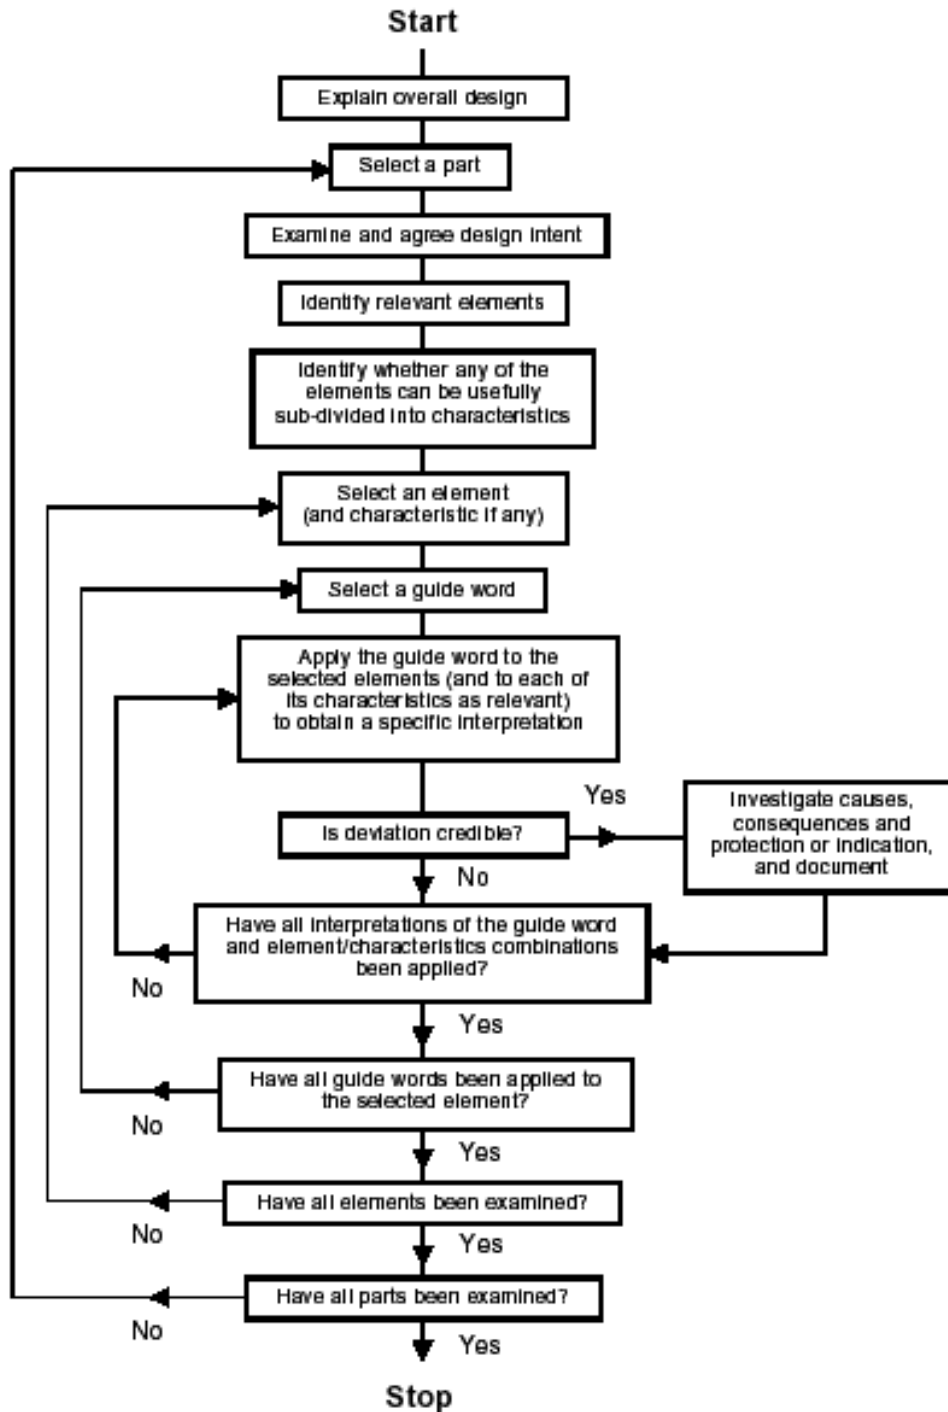 Start
Explain overall design
Select a part
Examine and agree design intent
Identify relevant elements
Identify whether any of the
elements can be usefully
sub-divided into characteristics
Select an element
(and characteristic if any)
Select a guide word
Apply the guide word to the
selected elements (and to each of
its characteristics as relevant)
to obtain a specific interpretation
Yes
Investigate causes,
consequences and
protection or indication,
and document
Is deviation credible?
No
Have all interpretations of the guide word
and element/characteristics combinations
been applied?
No
Yes
Have all guide words been applied to
the selected element?
No
Yes
Have all elements been examined?
No
Yes
Have all parts been examined?
No
Yes
Stop